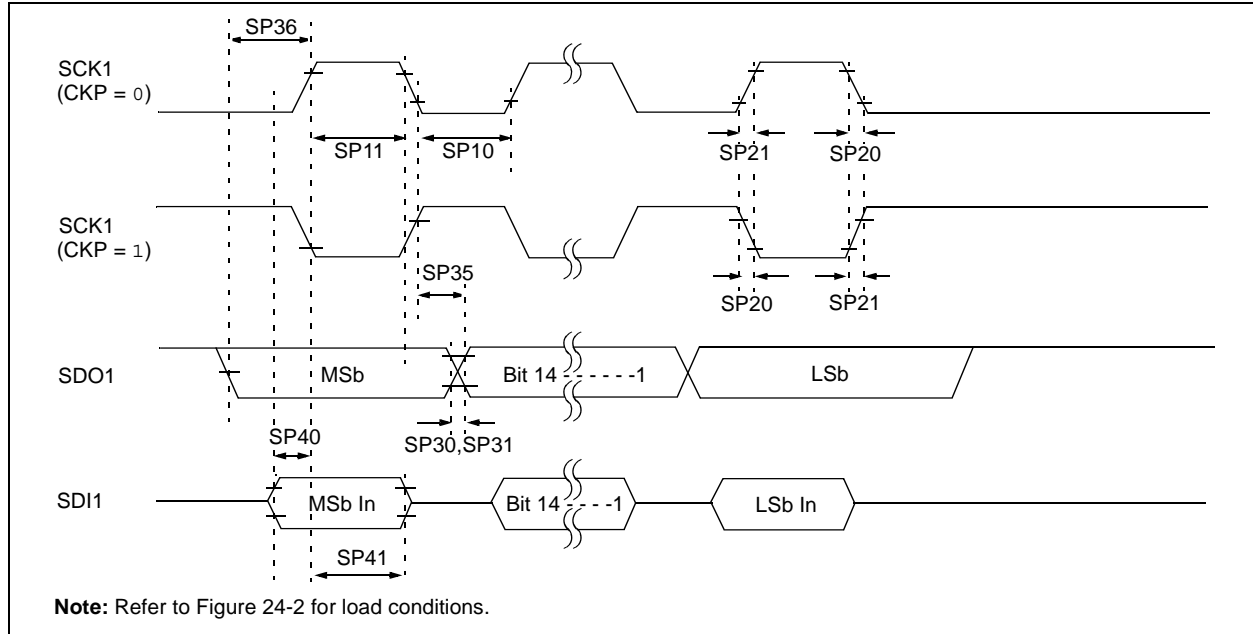 SP36
SCK1
(CKP = 0)
SP11
SP10
SP21
SP20
SCK1
(CKP = 1)
SP35
SP20
SP21
SDO1
MSb
Bit 14 - - - - - -1
LSb
SP40
SP30,SP31
SDI1
MSb In
Bit 14 - - - - -1
LSb In
SP41
Note: Refer to Figure 24-2 for load conditions.